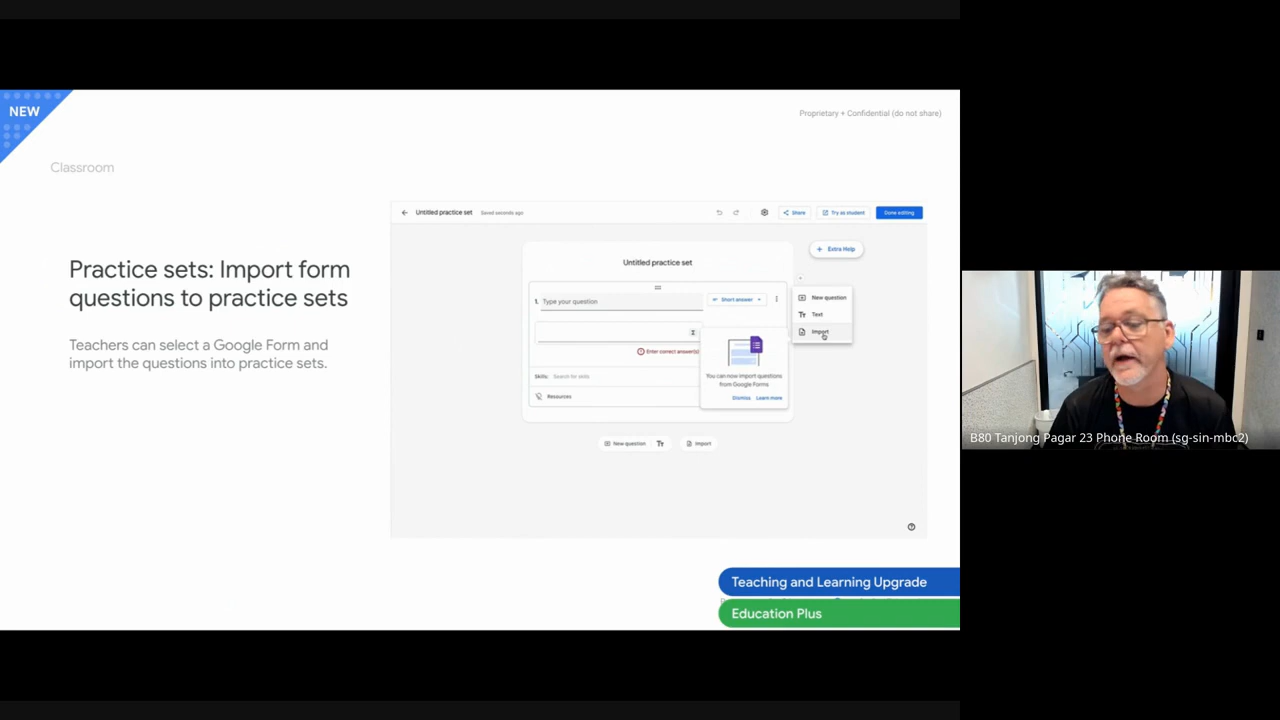 NEW
Proprietary + Confidential (do not share)
Classroom
Practice sets: Import form
questions to practice sets
Teachers can select a Google Form and
import the questions into practice sets.
Untitled practice set
Saved seconds ago
Share
Try as student
Done editing
Extra Help
Untitled practice set
1. Type your question
Short answer
New question
Text
Import
Enter correct answer(s)
You can now import questions
from Google Forms
Dismiss
Learn more
Skills:
Search for skills
Resources
New question
Import
Teaching and Learning Upgrade
Education Plus
B80 Tanjong Pagar 23 Phone Room (sg-sin-mbc2)